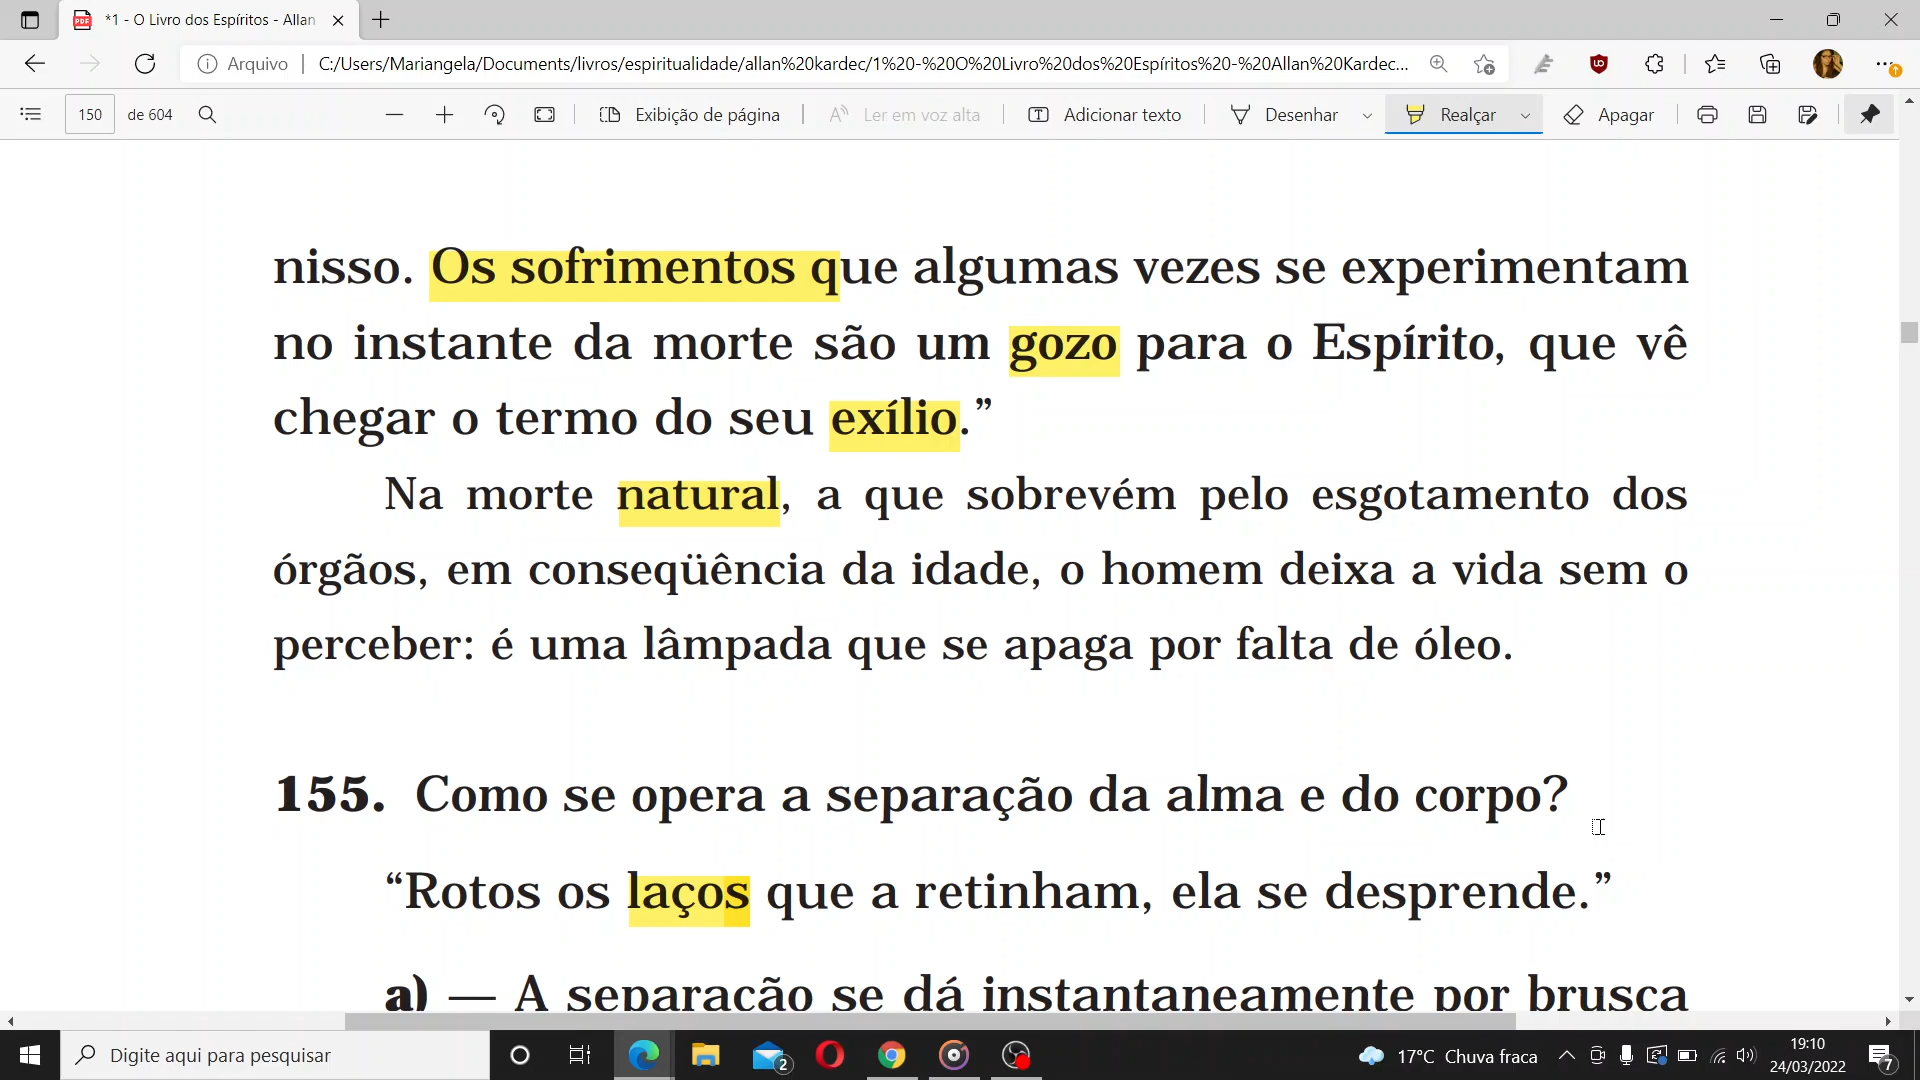 *1 - O Livro dos Espíritos - Allan
Arquivo
C:/Users/Mariangela/Documents/livros/espiritualidade/allan%20kardec/1%20-%20O%20Livro%20dos%20Espíritos%20-%20Allan%20Kardec...
150 de 604
Exibição de página
Ler em voz alta
Adicionar texto
Desenhar
Realçar
Apagar
nisso. Os sofrimentos que algumas vezes se experimentam
no instante da morte são um gozo para o Espírito, que vê
chegar o termo do seu exílio.”
Na morte natural, a que sobrevém pelo esgotamento dos
órgãos, em conseqüência da idade, o homem deixa a vida sem o
perceber: é uma lâmpada que se apaga por falta de óleo.
155. Como se opera a separação da alma e do corpo?
“Rotos os laços que a retinham, ela se desprende.”
a) — A separação se dá instantaneamente por brusca
Digite aqui para pesquisar
2
17°C Chuva fraca
19:10
24/03/2022
7